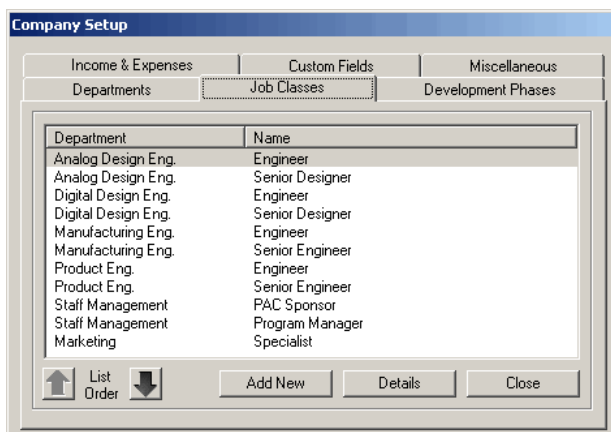 Company Setup
Income & Expenses Custom Fields Miscellaneous
Departments Job Classes Development Phases
Department Name
Analog Design Eng. Engineer
Analog Design Eng. Senior Designer
Digital Design Eng. Engineer
Digital Design Eng. Senior Designer
Manufacturing Eng. Engineer
Manufacturing Eng. Senior Engineer
Product Eng. Engineer
Product Eng. Senior Engineer
Staff Management PAC Sponsor
Staff Management Program Manager
Marketing Specialist
List
Order Add New Details Close